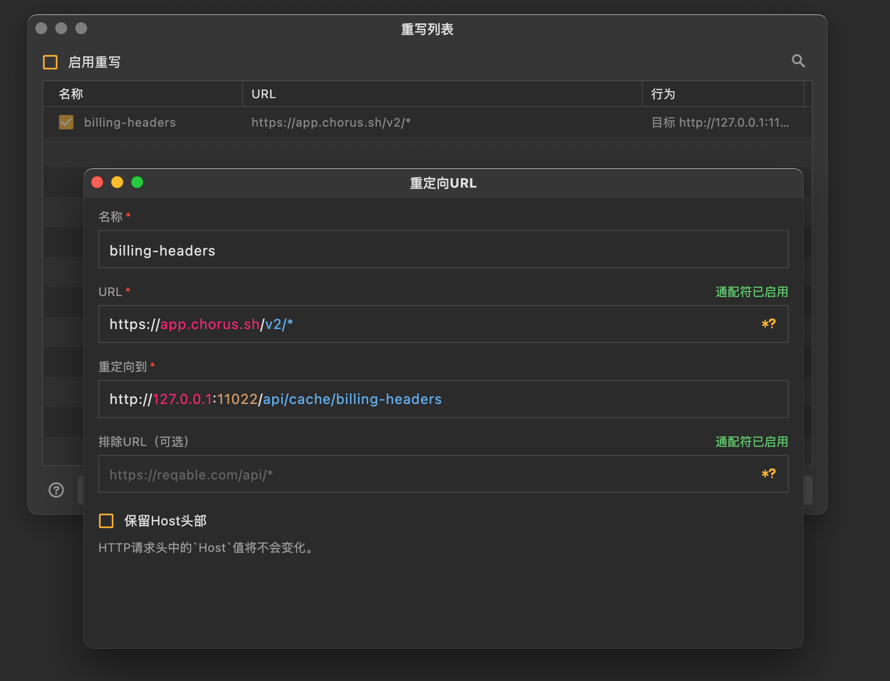 重写列表
启用重写
名称 URL 行为
billing-headers https://app.chorus.sh/v2/* 目标 http://127.0.0.1:11...
重定向URL
名称 *
billing-headers
URL * 通配符已启用
https://app.chorus.sh/v2/* *?
重定向到 *
http://127.0.0.1:11022/api/cache/billing-headers
排除URL（可选） 通配符已启用
https://reqable.com/api/* *?
?
保留Host头部
HTTP请求头中的`Host`值将不会变化。